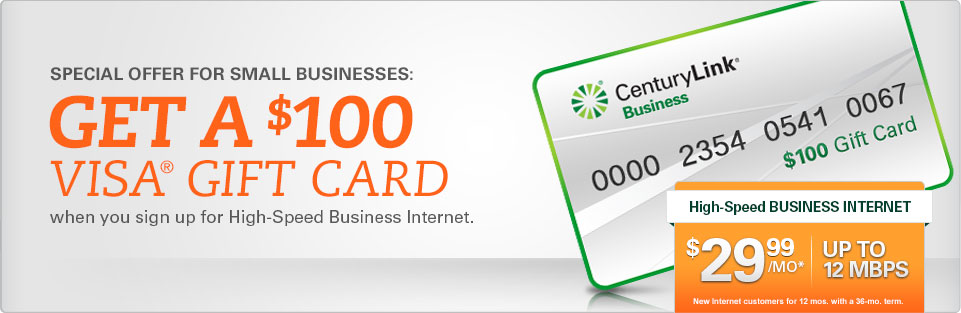 SPECIAL OFFER FOR SMALL BUSINESSES:
GET A $100
VISA® GIFT CARD
when you sign up for High-Speed Business Internet.
CenturyLink®
Business
0000 2354 0541 0067
$100 Gift Card
High-Speed BUSINESS INTERNET
$29.99 /MO* UP TO 12 MBPS
New Internet customers for 12 mos. with a 36-mo. term.